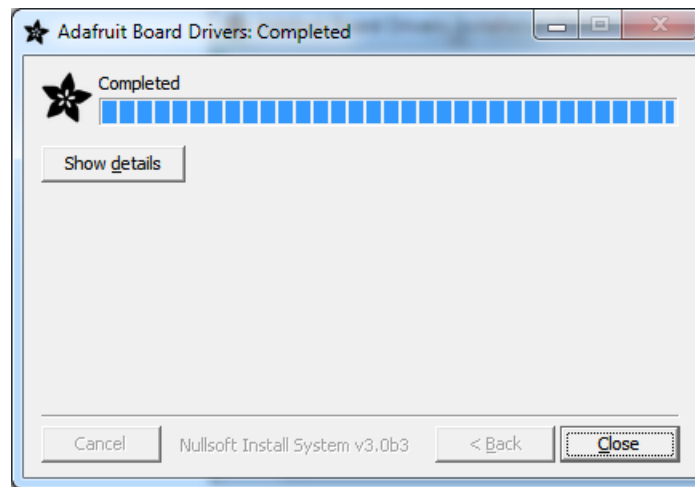 Adafruit Board Drivers: Completed
Completed
Show details
Cancel
Nullsoft Install System v3.0b3
< Back
Close